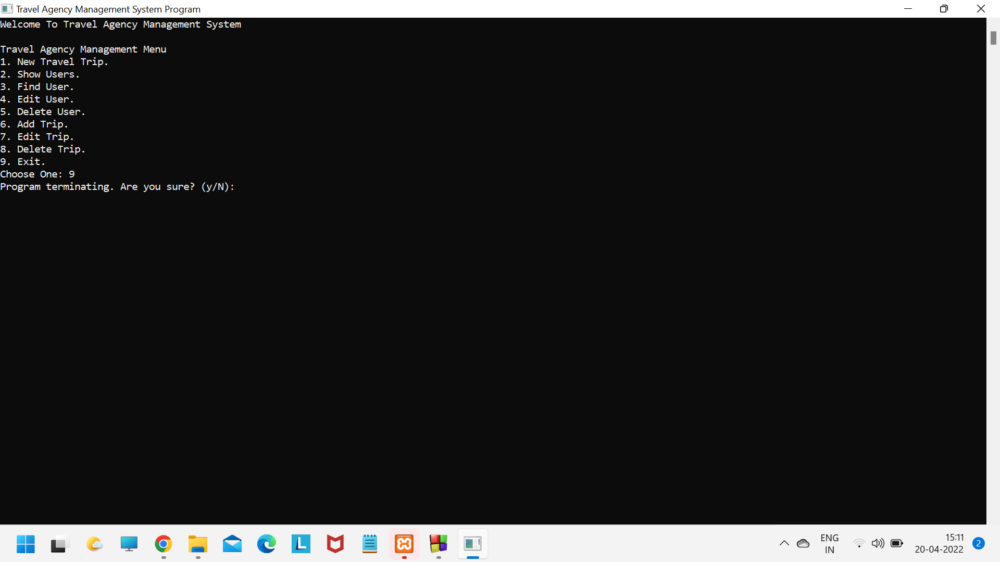 Travel Agency Management System Program
Welcome To Travel Agency Management System
Travel Agency Management Menu
1. New Travel Trip.
2. Show Users.
3. Find User.
4. Edit User.
5. Delete User.
6. Add Trip.
7. Edit Trip.
8. Delete Trip.
9. Exit.
Choose One: 9
Program terminating. Are you sure? (y/N):
L
ENG
IN
15:11
20-04-2022
2